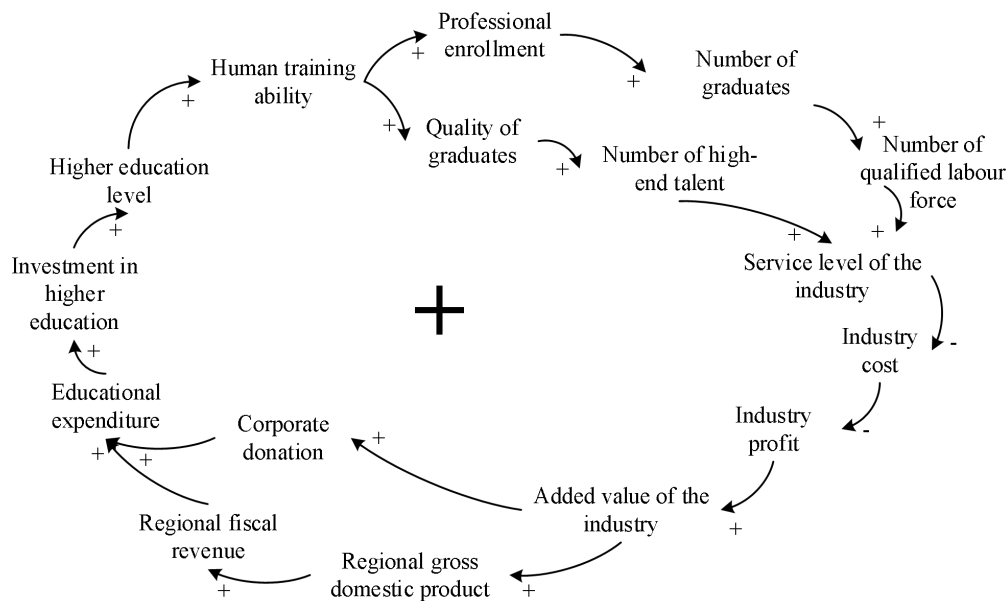 Professional
enrollment
+
+
Number of
graduates
Human training
ability
+
+
Quality of
graduates
+
Number of high-
end talent
+
Number of
qualified labour
force
Higher education
level
+
+
+
Service level of the
industry
Investment in
higher
education
+
+
Industry
cost
-
Educational
expenditure
Corporate
donation
+
Industry
profit
-
+
+
Added value of the
industry
+
Regional fiscal
revenue
Regional gross
domestic product
+
+